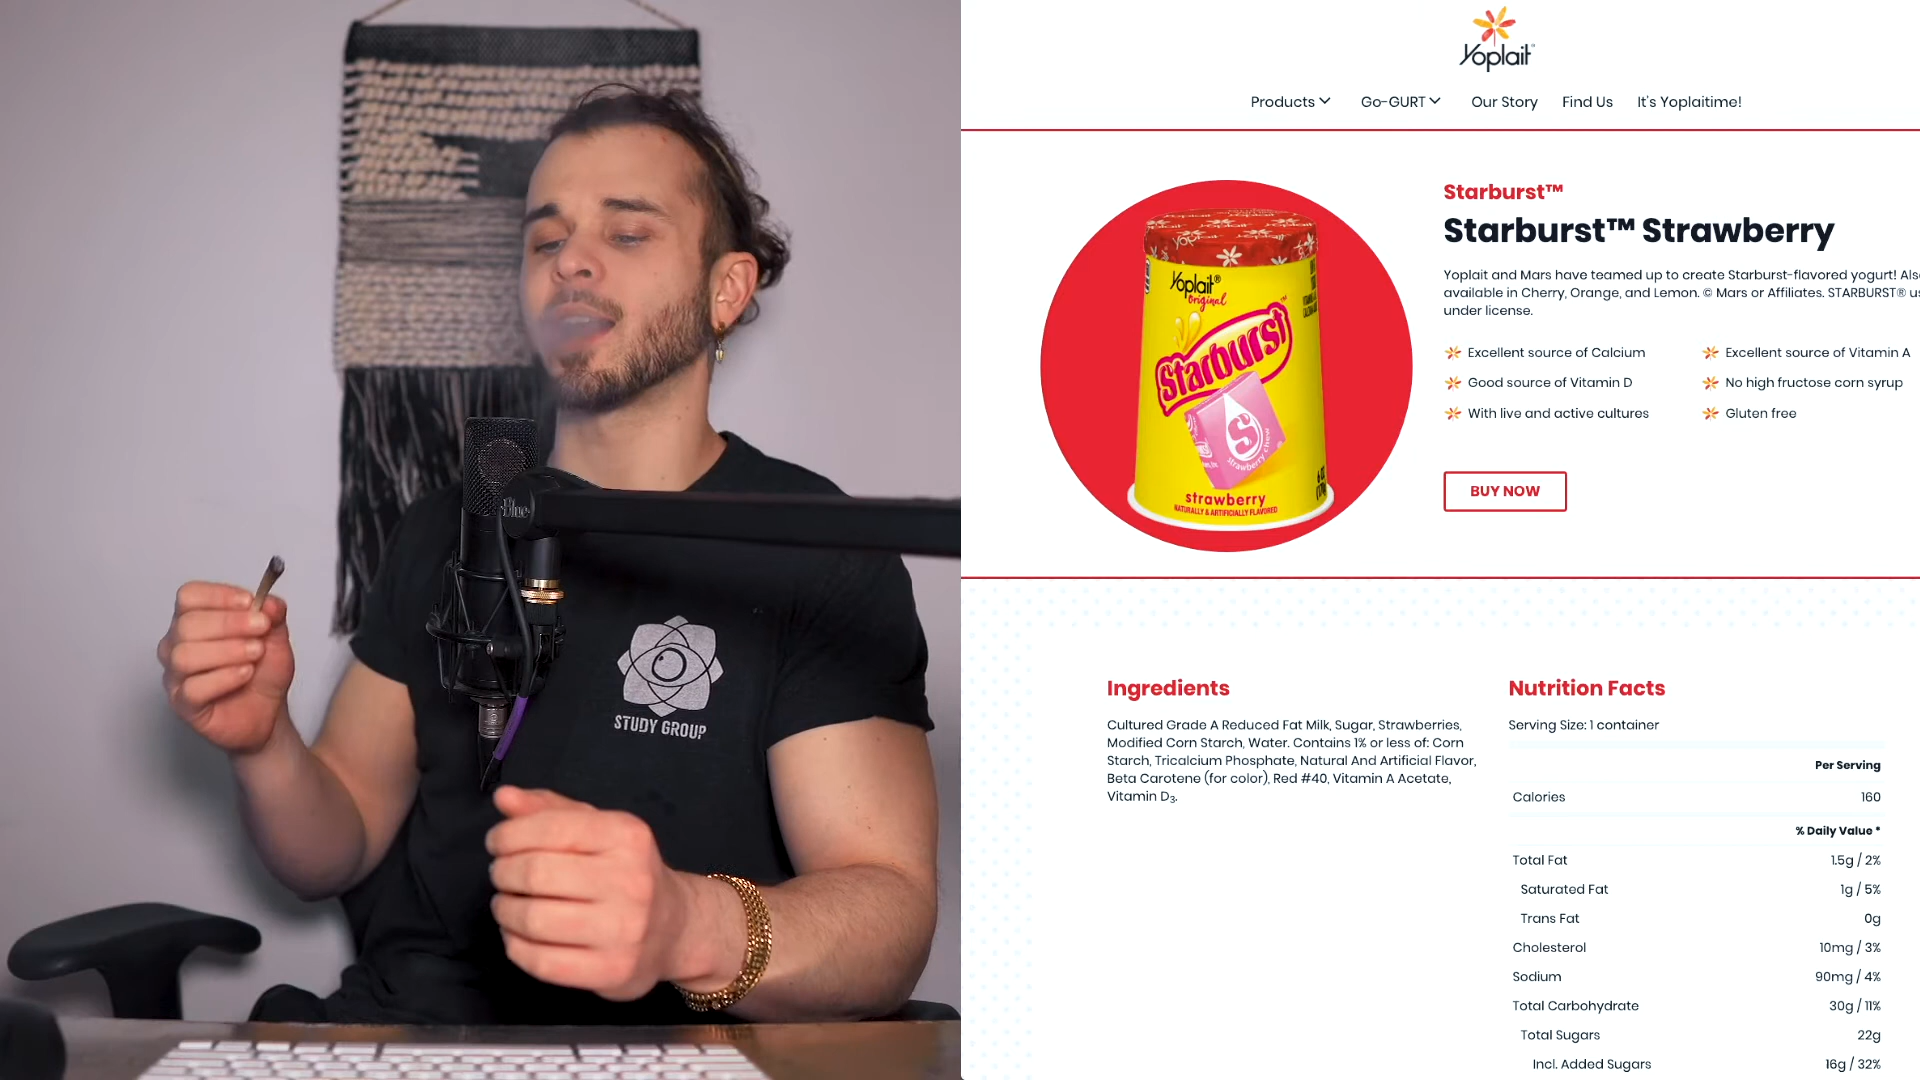 Blue
STUDY GROUP
Yoplait
Products
Go-GURT
Our Story
Find Us
It's Yoplaitime!
Yoplait®
Original
Starburst™
strawberry chew
strawberry
NATURALLY & ARTIFICIALLY FLAVORED
Starburst™
Starburst™ Strawberry
Yoplait and Mars have teamed up to create Starburst-flavored yogurt! Als
available in Cherry, Orange, and Lemon. © Mars or Affiliates. STARBURST® u
under license.
Excellent source of Calcium
Excellent source of Vitamin A
Good source of Vitamin D
No high fructose corn syrup
With live and active cultures
Gluten free
BUY NOW
Ingredients
Cultured Grade A Reduced Fat Milk, Sugar, Strawberries,
Modified Corn Starch, Water. Contains 1% or less of: Corn
Starch, Tricalcium Phosphate, Natural And Artificial Flavor,
Beta Carotene (for color), Red #40, Vitamin A Acetate,
Vitamin D3.
Nutrition Facts
Serving Size: 1 container
Per Serving
Calories 160
% Daily Value *
Total Fat 1.5g / 2%
Saturated Fat 1g / 5%
Trans Fat 0g
Cholesterol 10mg / 3%
Sodium 90mg / 4%
Total Carbohydrate 30g / 11%
Total Sugars 22g
Incl. Added Sugars 16g / 32%